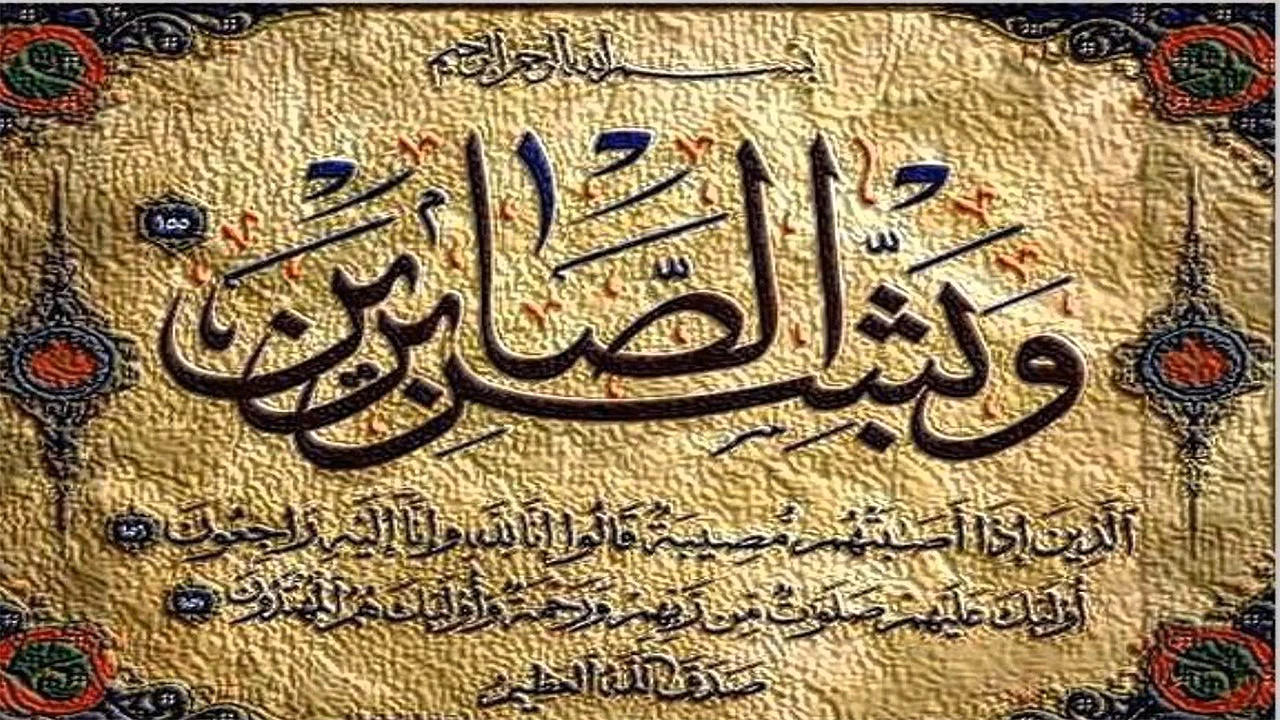 بسم الله الرحمن الرحيم
وَبَشِّرِ الصَّابِرِينَ ١٥٥
الَّذِينَ إِذَا أَصَابَتْهُم مُّصِيبَةٌ قَالُوا إِنَّا لِلَّهِ وَإِنَّا إِلَيْهِ رَاجِعُونَ
أُولَئِكَ عَلَيْهِمْ صَلَوَاتٌ مِّن رَّبِّهِمْ وَرَحْمَةٌ وَأُولَئِكَ هُمُ الْمُهْتَدُونَ
صدق الله العظيم